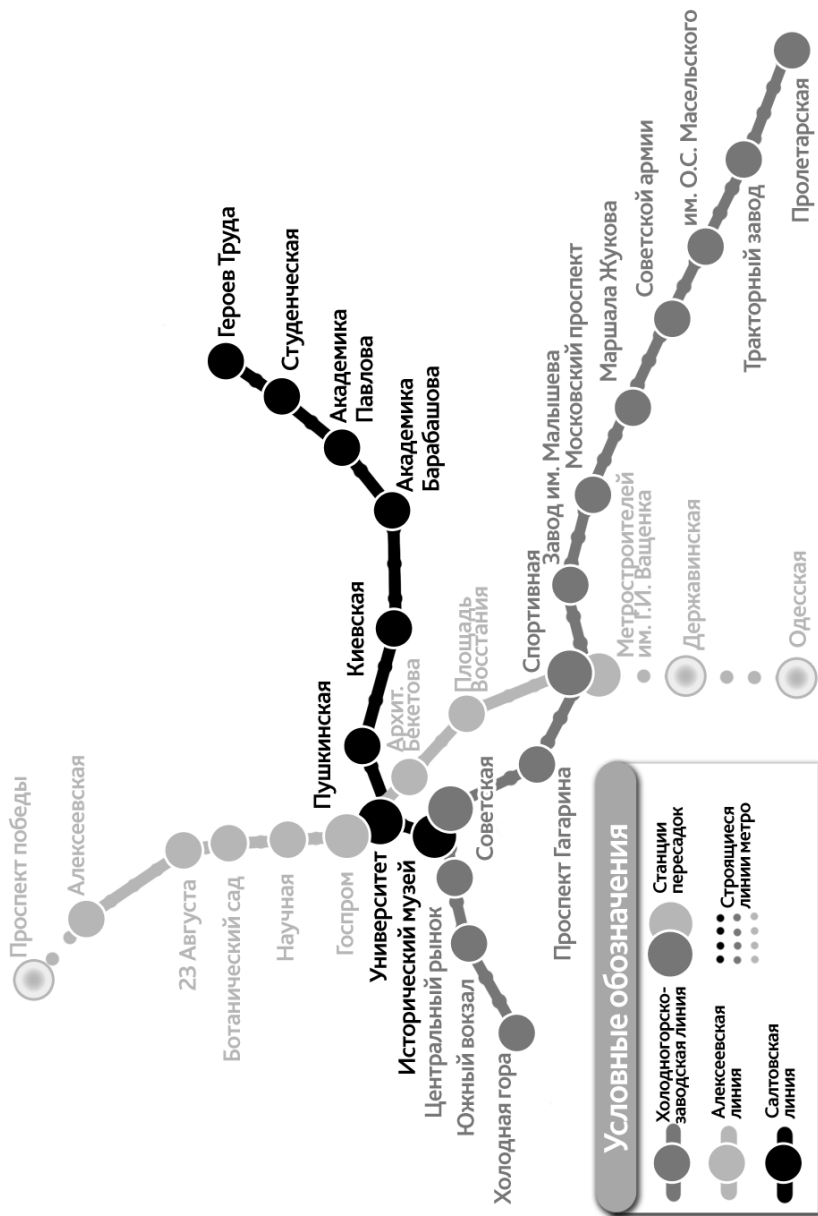 Проспект победы
Алексеевская
23 Августа
Ботанический сад
Научная
Госпром
Университет
Исторический музей
Центральный рынок
Южный вокзал
Холодная гора
Героев Труда
Студенческая
Академика
Павлова
Академика
Барабашова
Киевская
Пушкинская
Архит.
Бекетова
Площадь
Восстания
Советская
Проспект Гагарина
Спортивная
Завод им. Малышева
Московский проспект
Маршала Жукова
Советской армии
им. О.С. Масельского
Тракторный завод
Пролетарская
Метростроителей
им. Г.И. Ващенка
Державинская
Одесская
Условные обозначения
Холодногорско-
заводская линия
Алексеевская
линия
Салтовская
линия
Станции
пересадок
Строящиеся
линии метро